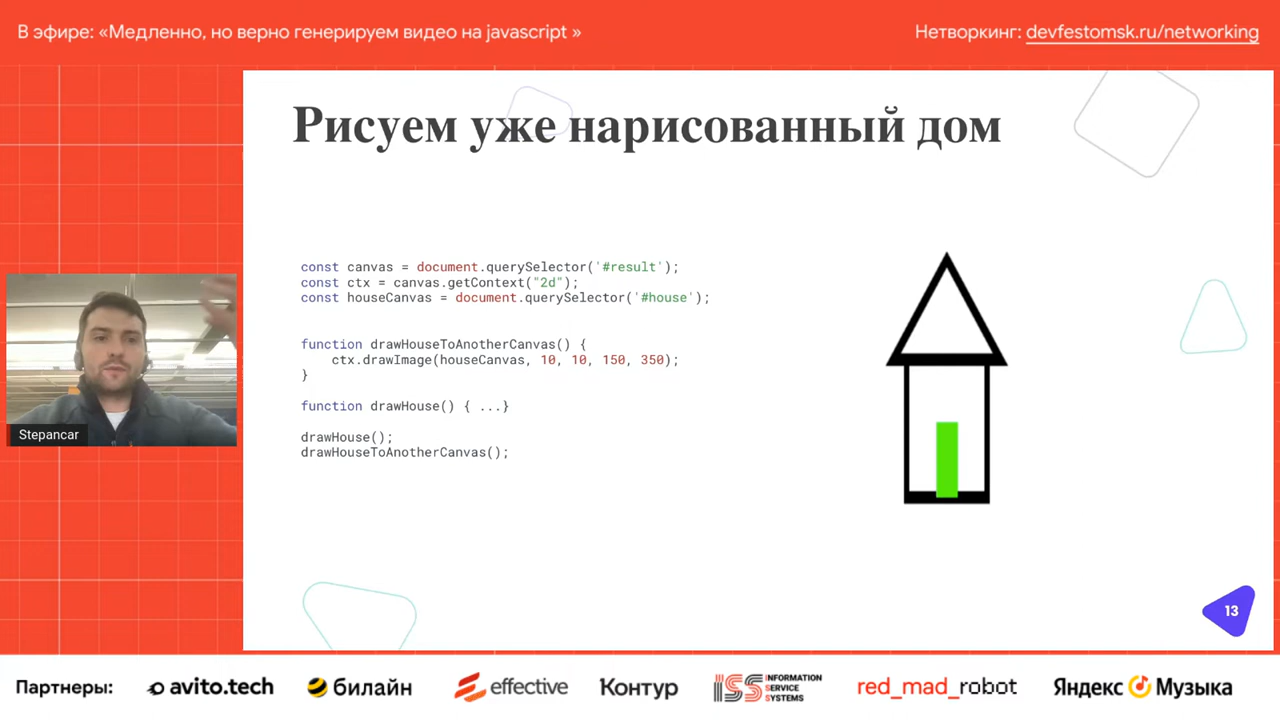 В эфире: «Медленно, но верно генерируем видео на javascript »
Нетворкинг: devfestomsk.ru/networking
Рисуем уже нарисованный дом
const canvas = document.querySelector('#result');
const ctx = canvas.getContext("2d");
const houseCanvas = document.querySelector('#house');
function drawHouseToAnotherCanvas() {
    ctx.drawImage(houseCanvas, 10, 10, 150, 350);
}
function drawHouse() { ...}
drawHouse();
drawHouseToAnotherCanvas();
Stepancar
13
Партнеры:
avito.tech
билайн
effective
Контур
ISS INFORMATION
SERVICE
SYSTEMS
red_mad_robot
Яндекс Музыка